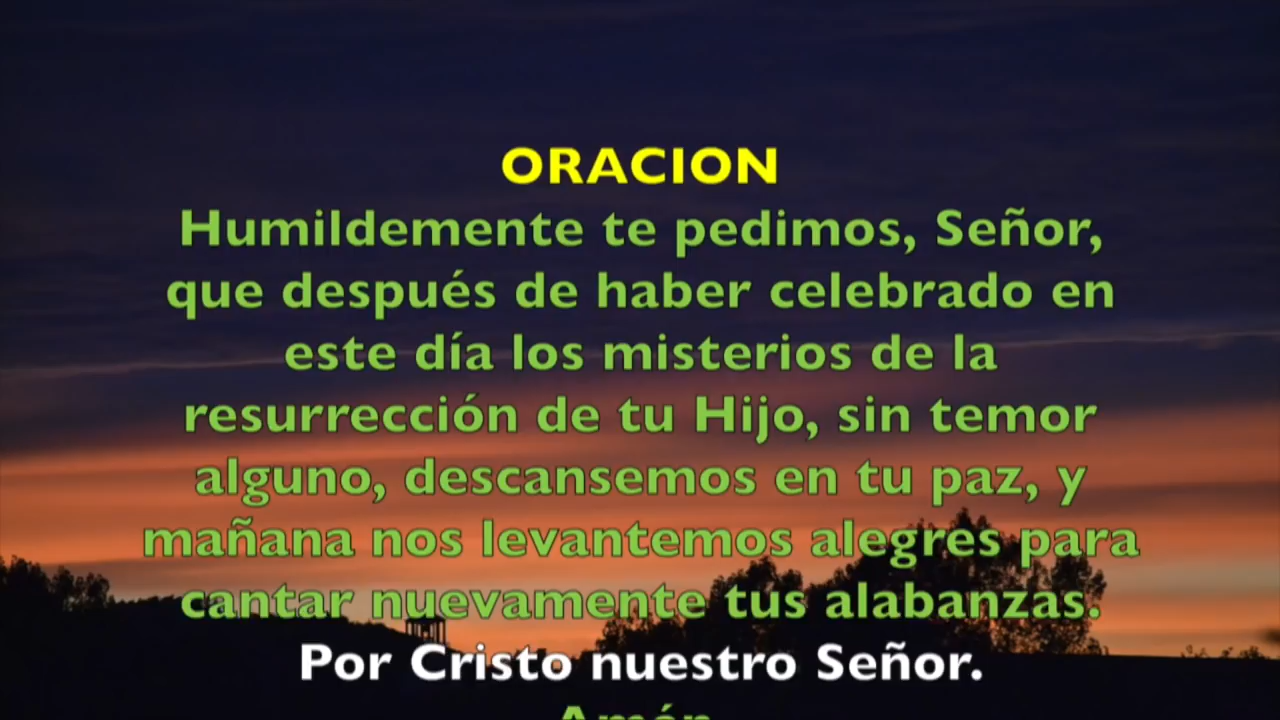 ORACION
Humildemente te pedimos, Señor,
que después de haber celebrado en
este día los misterios de la
resurrección de tu Hijo, sin temor
alguno, descansemos en tu paz, y
mañana nos levantemos alegres para
cantar nuevamente tus alabanzas.
Por Cristo nuestro Señor.
Amén